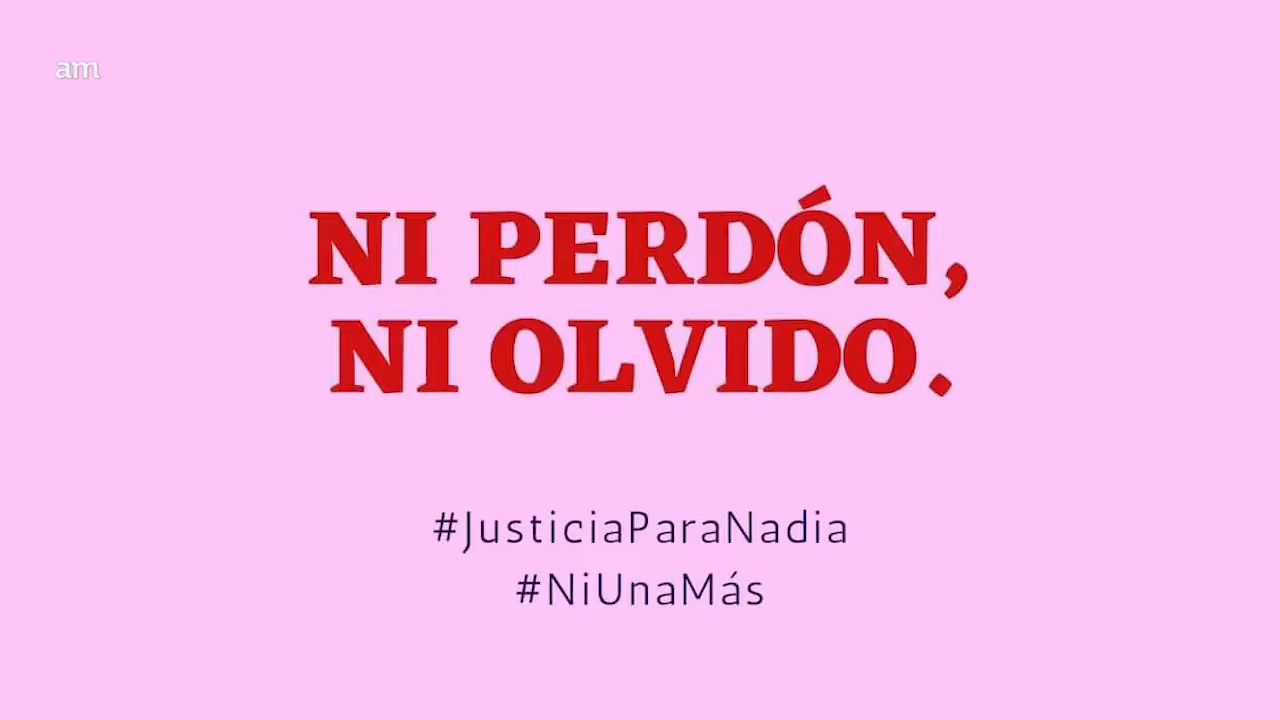 am
NI PERDÓN,
NI OLVIDO.
#JusticiaParaNadia
#NiUnaMás